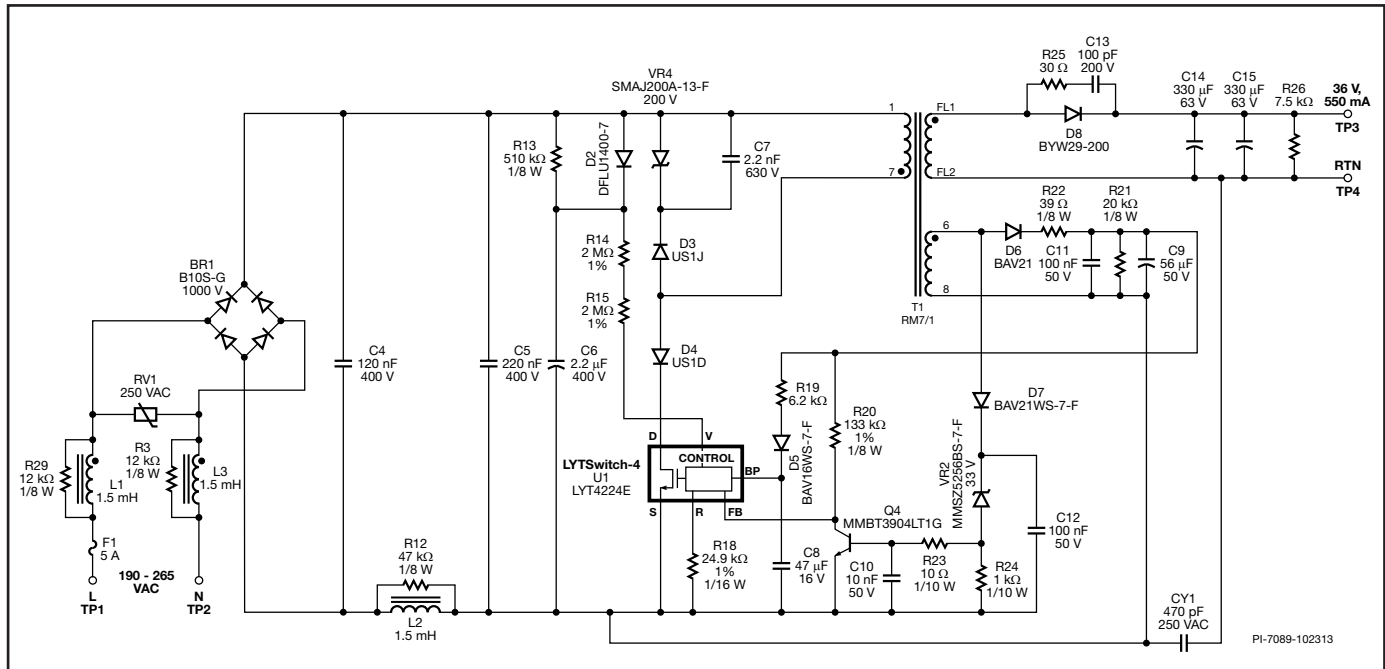 VR4
SMAJ200A-13-F
200 V
R13
510 kΩ
1/8 W
D2
DFLU1400-7
C7
2.2 nF
630 V
1
7
FL1
FL2
R25
30 Ω
C13
100 pF
200 V
D8
BYW29-200
C14
330 µF
63 V
C15
330 µF
63 V
R26
7.5 kΩ
36 V,
550 mA
TP3
RTN
TP4
R14
2 MΩ
1%
R15
2 MΩ
1%
D3
US1J
D4
US1D
6
8
T1
RM7/1
D6
BAV21
R22
39 Ω
1/8 W
C11
100 nF
50 V
R21
20 kΩ
1/8 W
C9
56 µF
50 V
BR1
B10S-G
1000 V
C4
120 nF
400 V
C5
220 nF
400 V
C6
2.2 µF
400 V
RV1
250 VAC
R29
12 kΩ
1/8 W
L1
1.5 mH
R3
12 kΩ
1/8 W
L3
1.5 mH
F1
5 A
190 - 265
VAC
L
TP1
N
TP2
R12
47 kΩ
1/8 W
L2
1.5 mH
D
V
CONTROL
BP
S
R
FB
LYTSwitch-4
U1
LYT4224E
R18
24.9 kΩ
1%
1/16 W
R19
6.2 kΩ
D5
BAV16WS-7-F
R20
133 kΩ
1%
1/8 W
C8
47 µF
16 V
Q4
MMBT3904LT1G
C10
10 nF
50 V
R23
10 Ω
1/10 W
R24
1 kΩ
1/10 W
D7
BAV21WS-7-F
VR2
MMSZ5256BS-7-F
33 V
C12
100 nF
50 V
CY1
470 pF
250 VAC
PI-7089-102313